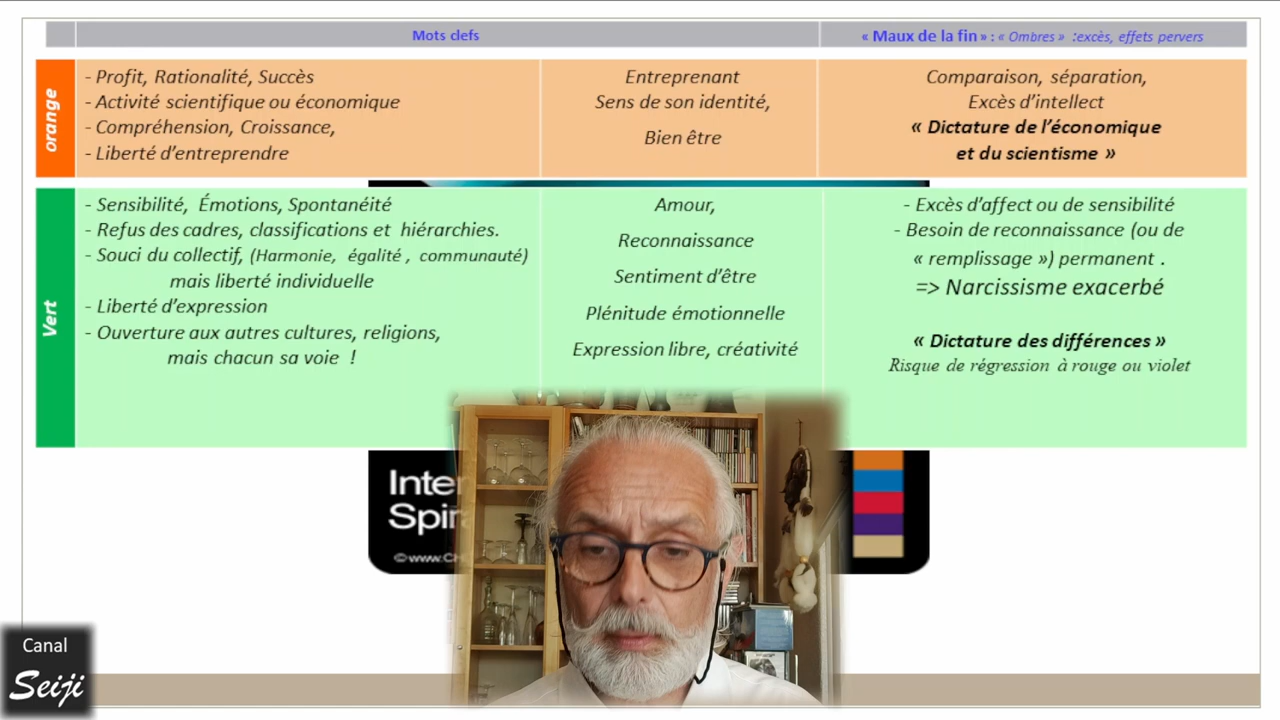 Mots clefs
« Maux de la fin » : « Ombres » :excès, effets pervers
orange
- Profit, Rationalité, Succès
- Activité scientifique ou économique
- Compréhension, Croissance,
- Liberté d'entreprendre
Entreprenant
Sens de son identité,
Bien être
Comparaison, séparation,
Excès d'intellect
« Dictature de l'économique
et du scientisme »
Vert
- Sensibilité, Émotions, Spontanéité
- Refus des cadres, classifications et hiérarchies.
- Souci du collectif, (Harmonie, égalité , communauté)
mais liberté individuelle
- Liberté d'expression
- Ouverture aux autres cultures, religions,
mais chacun sa voie !
Amour,
Reconnaissance
Sentiment d'être
Plénitude émotionnelle
Expression libre, créativité
- Excès d'affect ou de sensibilité
- Besoin de reconnaissance (ou de
« remplissage ») permanent .
=> Narcissisme exacerbé
« Dictature des différences »
Risque de régression à rouge ou violet
Inter
Spir
Canal
Seiji